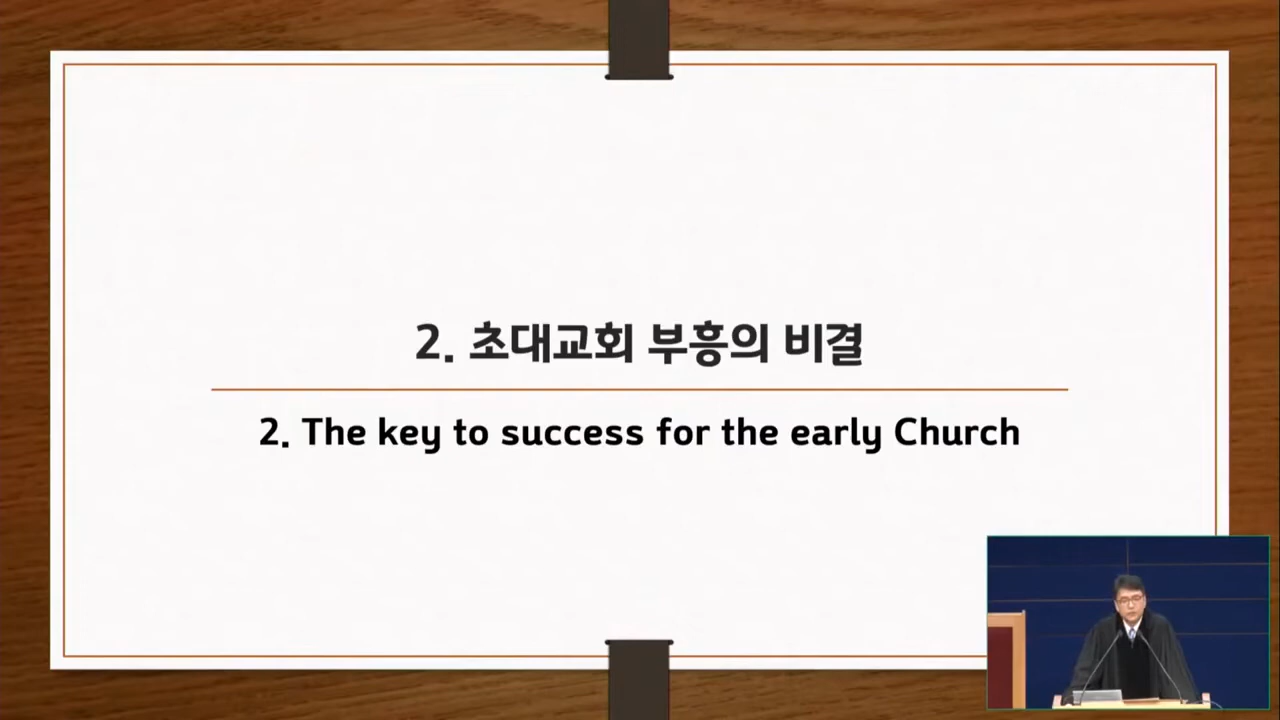 2. 초대교회 부흥의 비결
2. The key to success for the early Church